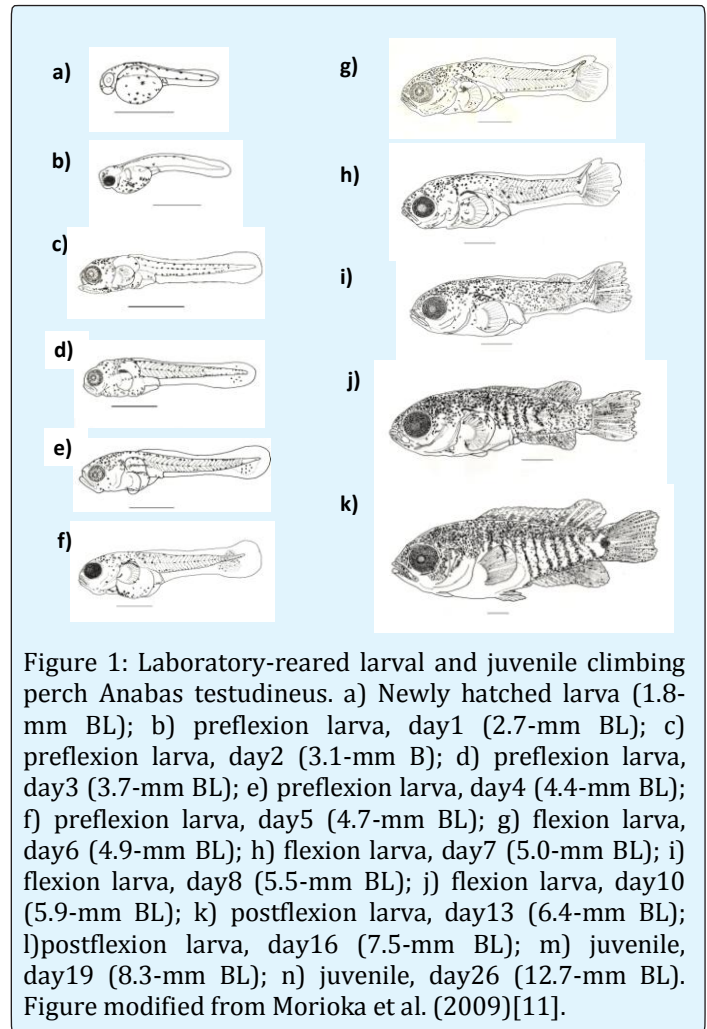 a)
b)
c)
d)
e)
f)
g)
h)
i)
j)
k)
Figure 1: Laboratory-reared larval and juvenile climbing
perch Anabas testudineus. a) Newly hatched larva (1.8-
mm BL); b) preflexion larva, day1 (2.7-mm BL); c)
preflexion larva, day2 (3.1-mm B); d) preflexion larva,
day3 (3.7-mm BL); e) preflexion larva, day4 (4.4-mm BL);
f) preflexion larva, day5 (4.7-mm BL); g) flexion larva,
day6 (4.9-mm BL); h) flexion larva, day7 (5.0-mm BL); i)
flexion larva, day8 (5.5-mm BL); j) flexion larva, day10
(5.9-mm BL); k) postflexion larva, day13 (6.4-mm BL);
l)postflexion larva, day16 (7.5-mm BL); m) juvenile,
day19 (8.3-mm BL); n) juvenile, day26 (12.7-mm BL).
Figure modified from Morioka et al. (2009)[11].